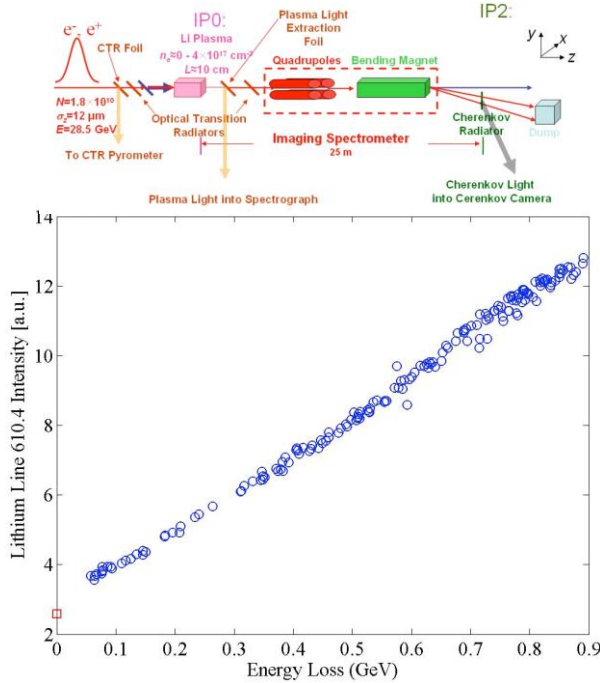 IP0:
IP2:
e⁻, e⁺
CTR Foil
Li Plasma
nₑ≈0 - 4×10¹⁷ cm⁻³
L≈10 cm
Plasma Light
Extraction
Foil
Quadrupoles
Bending Magnet
y
x
z
N=1.8×10¹⁰
σz=12 μm
E=28.5 GeV
Optical Transition
Radiators
Imaging Spectrometer
25 m
Cherenkov
Radiator
Dump
To CTR Pyrometer
Plasma Light into Spectrograph
Cherenkov Light
into Cerenkov Camera
Lithium Line 610.4 Intensity [a.u.]
14
12
10
8
6
4
2
0
0.1
0.2
0.3
0.4
0.5
0.6
0.7
0.8
0.9
Energy Loss (GeV)